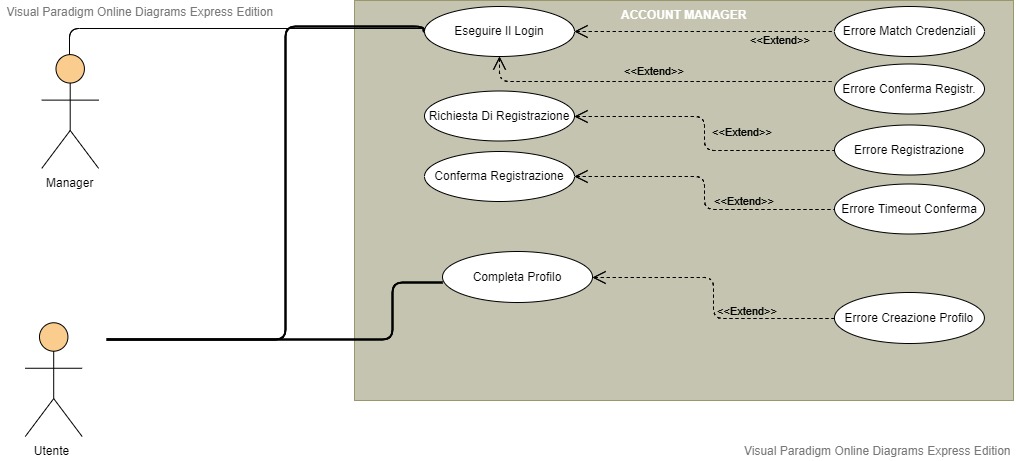 Visual Paradigm Online Diagrams Express Edition
ACCOUNT MANAGER
Eseguire Il Login
Errore Match Credenziali
<<Extend>>
<<Extend>>
Errore Conferma Registr.
Richiesta Di Registrazione
<<Extend>>
Errore Registrazione
Manager
Conferma Registrazione
<<Extend>>
Errore Timeout Conferma
Completa Profilo
<<Extend>>
Errore Creazione Profilo
Utente
Visual Paradigm Online Diagrams Express Edition